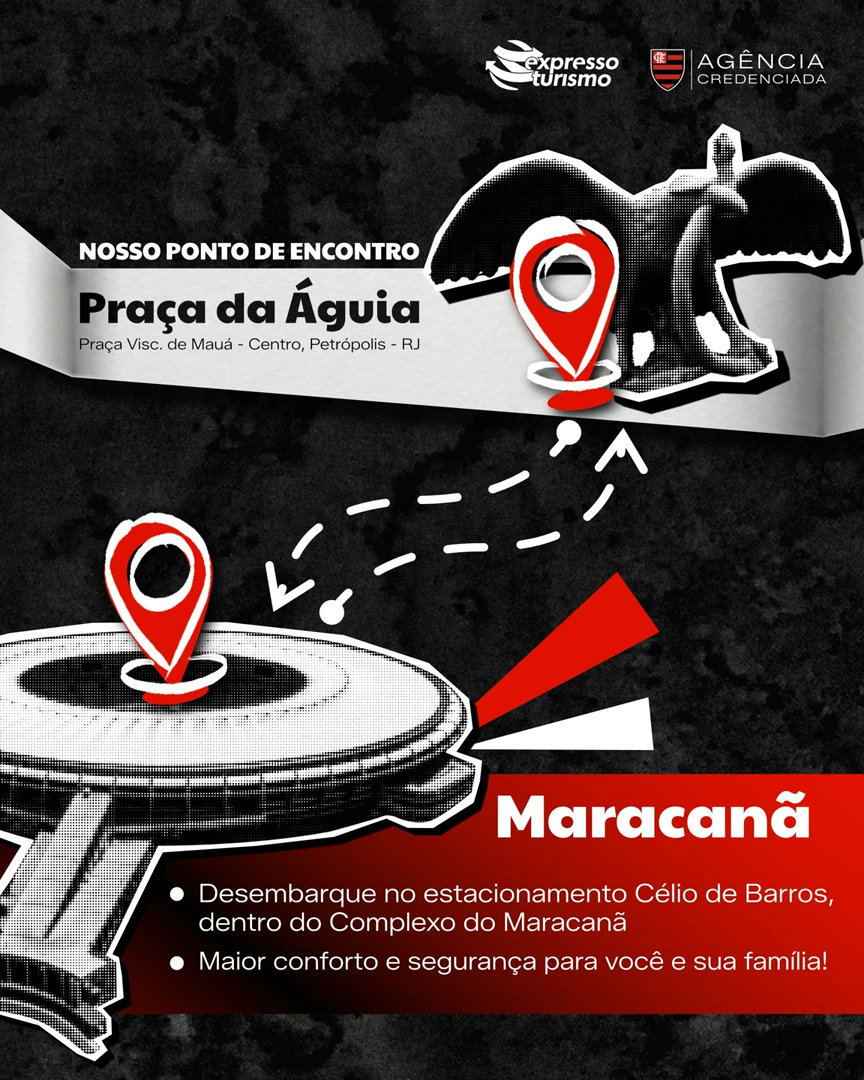 expresso
turismo
AGÊNCIA
CREDENCIADA
NOSSO PONTO DE ENCONTRO
Praça da Águia
Praça Visc. de Mauá - Centro, Petrópolis - RJ
Maracanã
Desembarque no estacionamento Célio de Barros,
dentro do Complexo do Maracanã
Maior conforto e segurança para você e sua família!